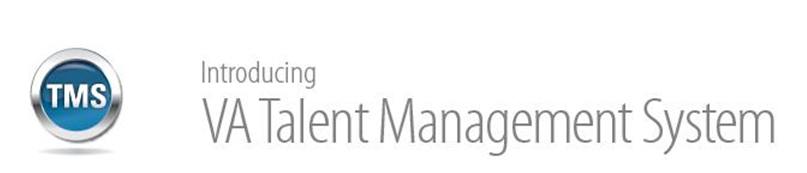 TMS
Introducing
VA Talent Management System